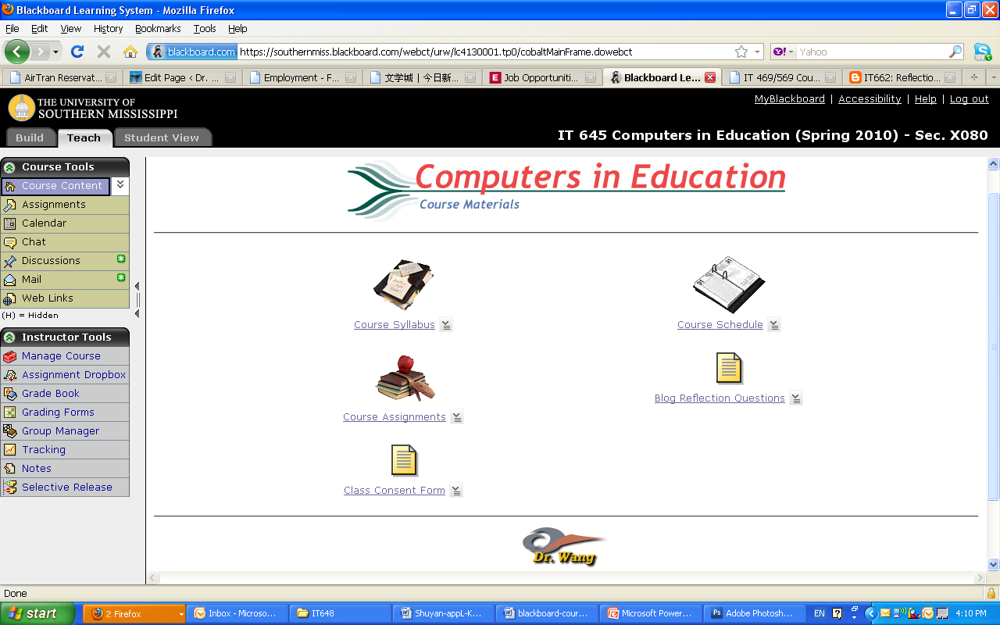 Blackboard Learning System - Mozilla Firefox
File Edit View History Bookmarks Tools Help
blackboard.com https://southernmiss.blackboard.com/webct/urw/lc4130001.tp0/cobaltMainFrame.dowebct
Yahoo
AirTran Reservat... Edit Page ‹ Dr. ... Employment - F... 文学城 | 今日新... Job Opportuniti... Blackboard Le... IT 469/569 Cou... IT662: Reflectio...
THE UNIVERSITY OF
SOUTHERN MISSISSIPPI
MyBlackboard | Accessibility | Help | Log out
Build Teach Student View
IT 645 Computers in Education (Spring 2010) - Sec. X080
Course Tools
Course Content
Assignments
Calendar
Chat
Discussions
Mail
Web Links
(H) = Hidden
Instructor Tools
Manage Course
Assignment Dropbox
Grade Book
Grading Forms
Group Manager
Tracking
Notes
Selective Release
Computers in Education
Course Materials
Course Syllabus
Course Schedule
Course Assignments
Blog Reflection Questions
Class Consent Form
Dr. Wang
Done
start 2 Firefox Inbox - Microso... IT648 Shuyan-appL-K... blackboard-cour... Microsoft Power... Adobe Photosh... EN 4:10 PM